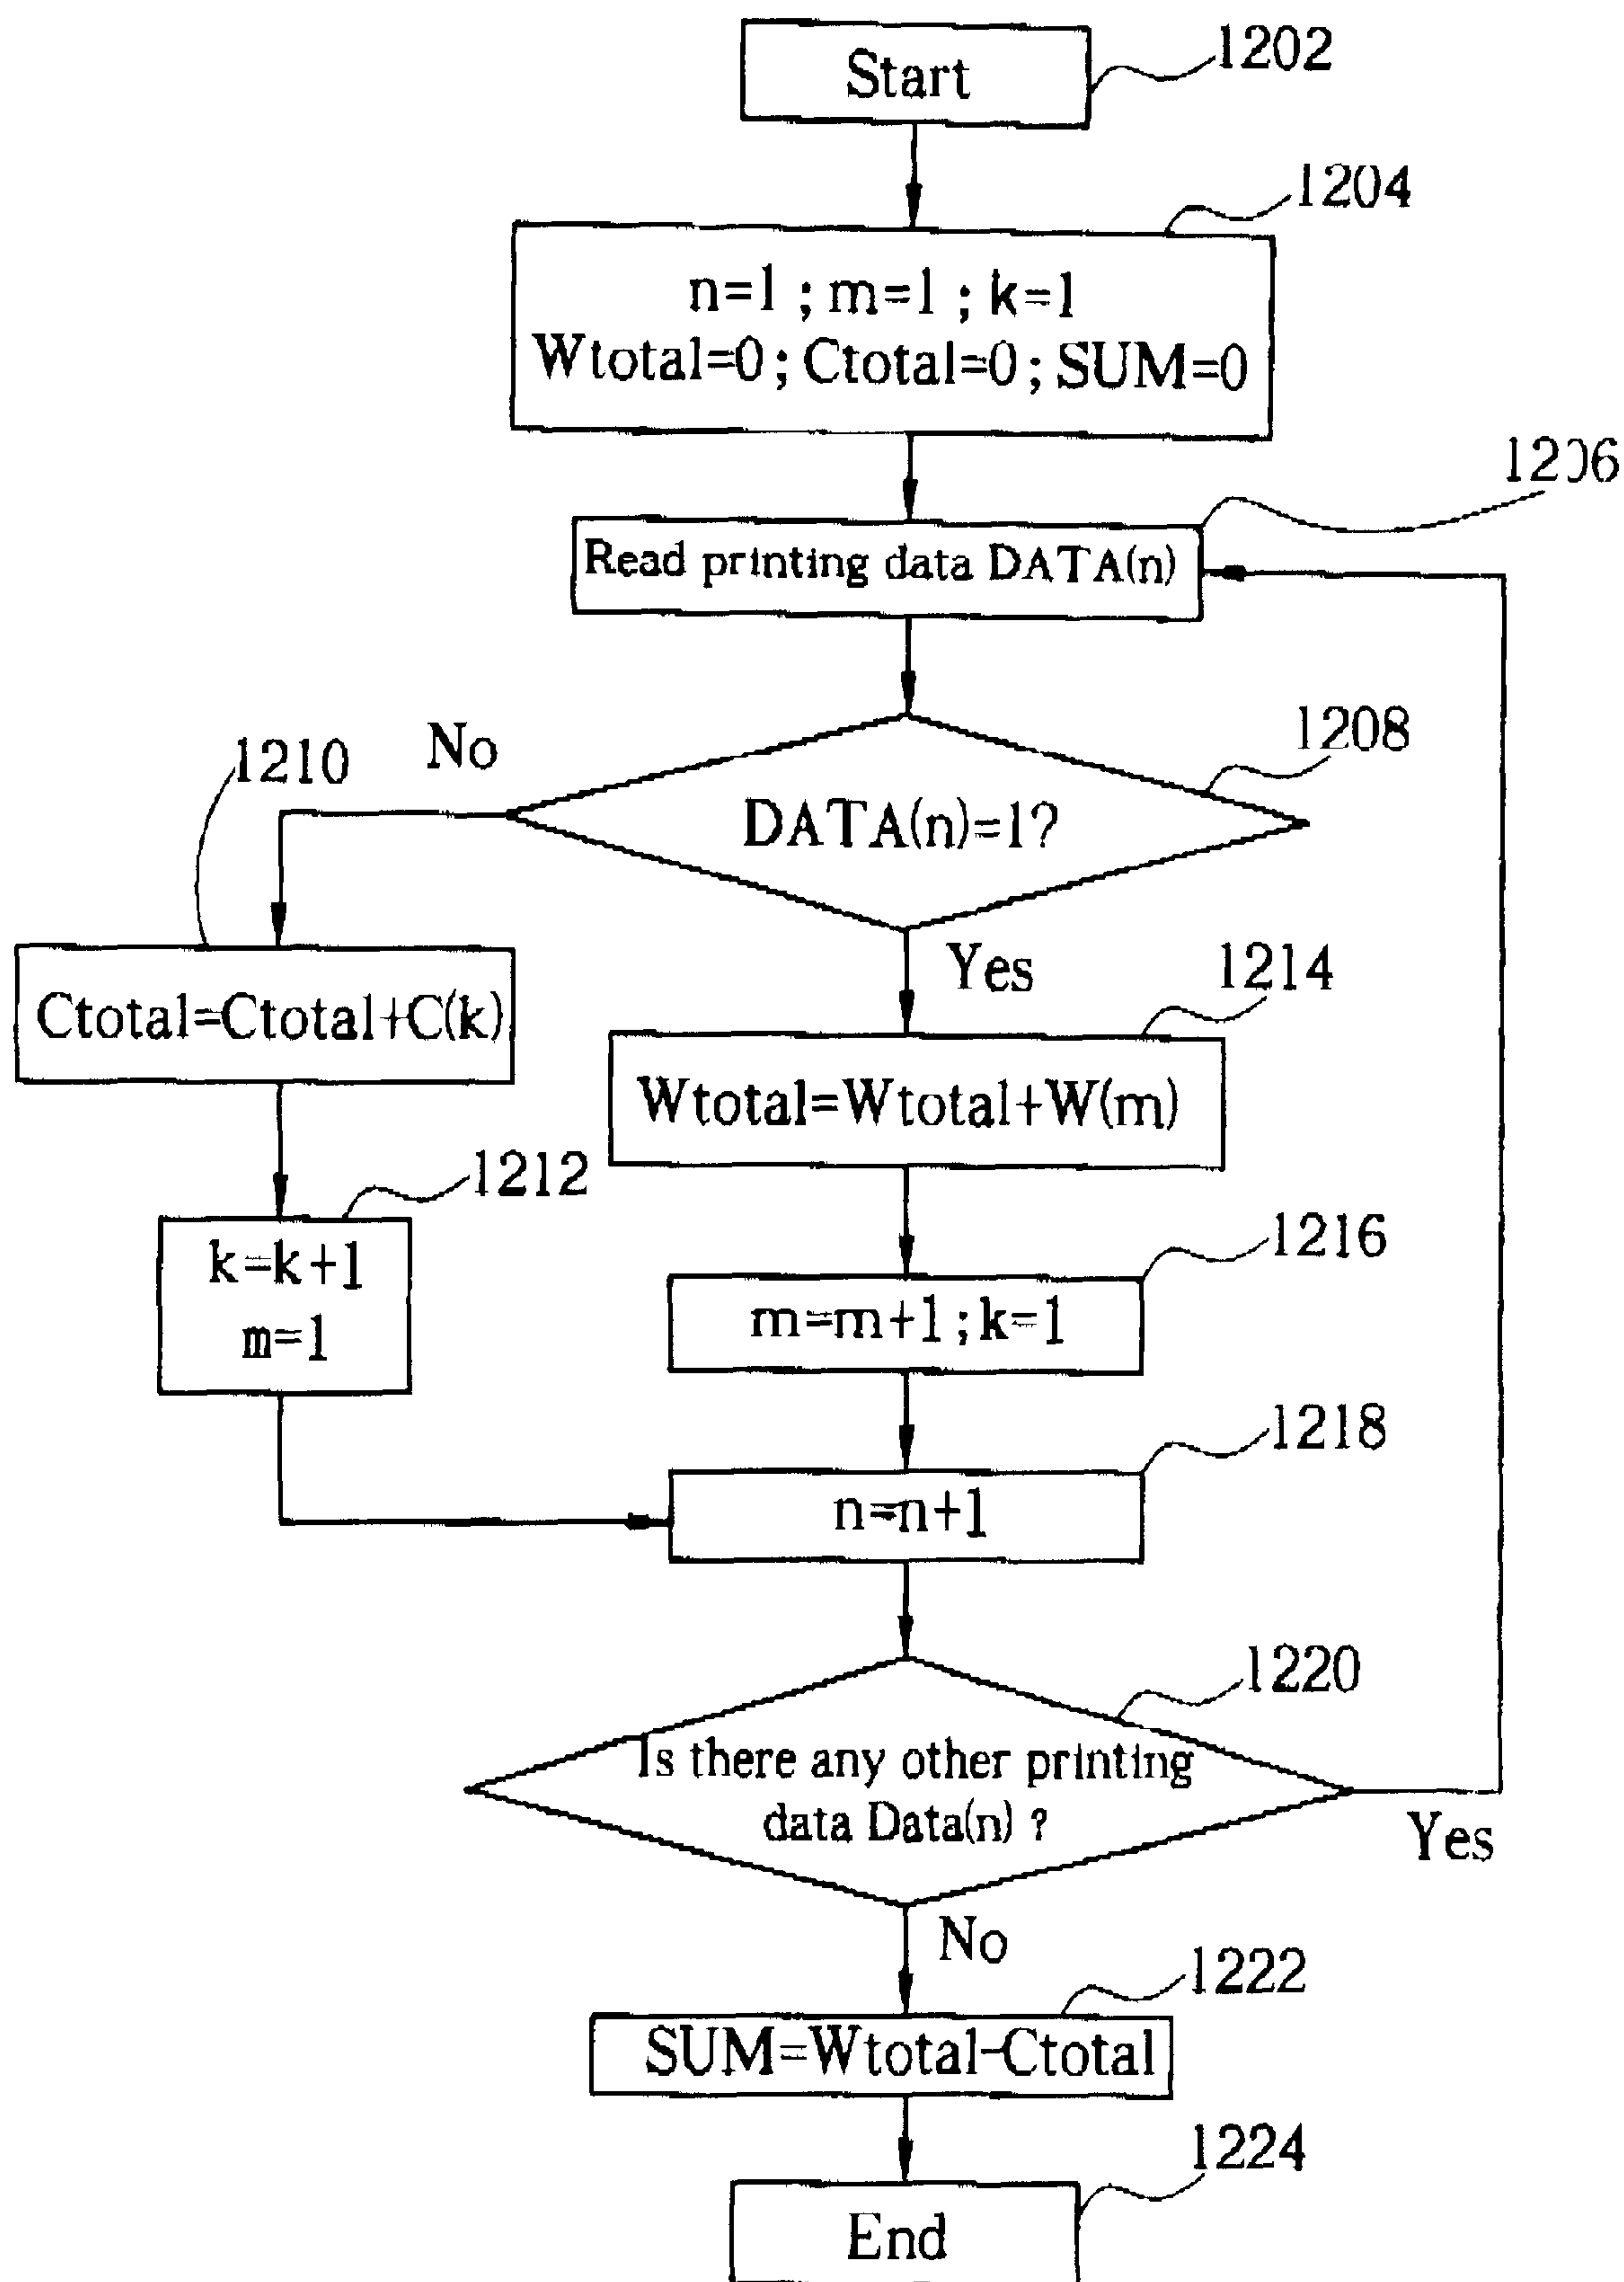 Start
1202
1204
n=1 ; m=1 ; k=1
Wtotal=0 ; Ctotal=0 ; SUM=0
1206
Read printing data DATA(n)
1208
No
1210
DATA(n)=1?
Yes
1214
Ctotal=Ctotal+C(k)
Wtotal=Wtotal+W(m)
1212
k=k+1
m=1
1216
m=m+1 ; k=1
1218
n=n+1
1220
Is there any other printing
data Data(n) ?
Yes
No
1222
SUM=Wtotal-Ctotal
1224
End